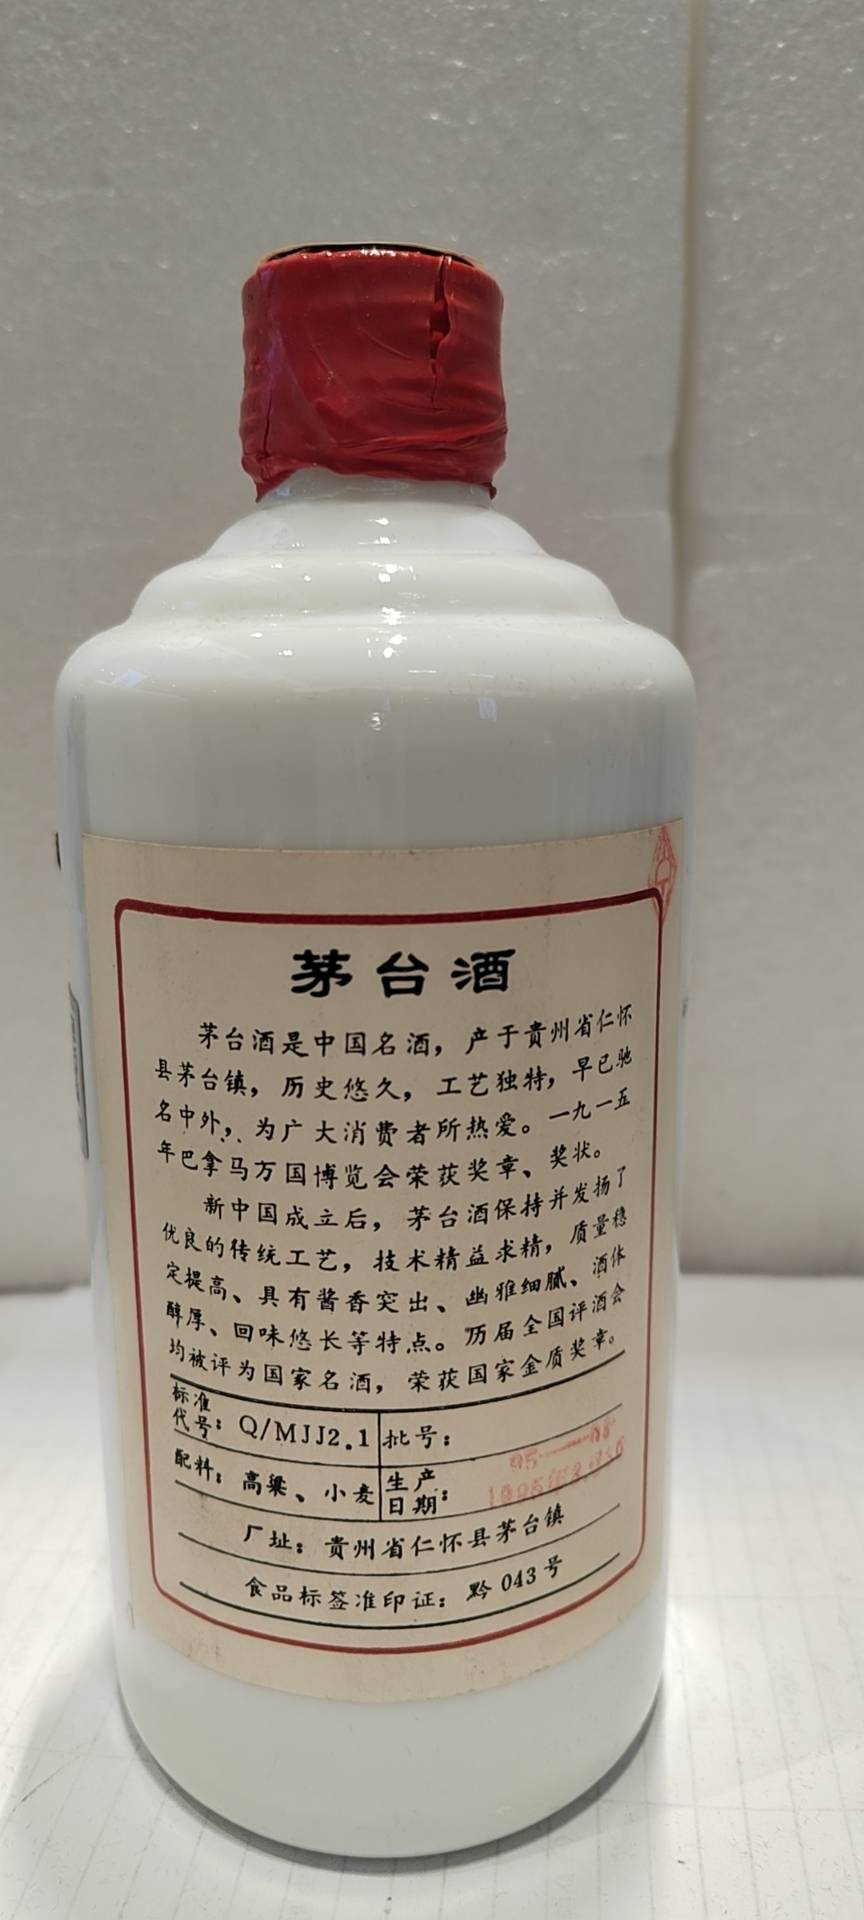 茅台酒
茅台酒是中国名酒，产于贵州省仁怀
县茅台镇，历史悠久，工艺独特，早已驰
名中外，为广大消费者所热爱。一九一五
年巴拿马万国博览会荣获奖章、奖状。
新中国成立后，茅台酒保持并发扬了
优良的传统工艺，技术精益求精，质量稳
定提高、具有酱香突出、幽雅细腻、酒体
醇厚、回味悠长等特点。历届全国评酒会
均被评为国家名酒，荣获国家金质奖章。
标准代号：Q/MJJ2.1 批号：
配料：高粱、小麦 生产日期：
厂址：贵州省仁怀县茅台镇
食品标签准印证：黔 043 号